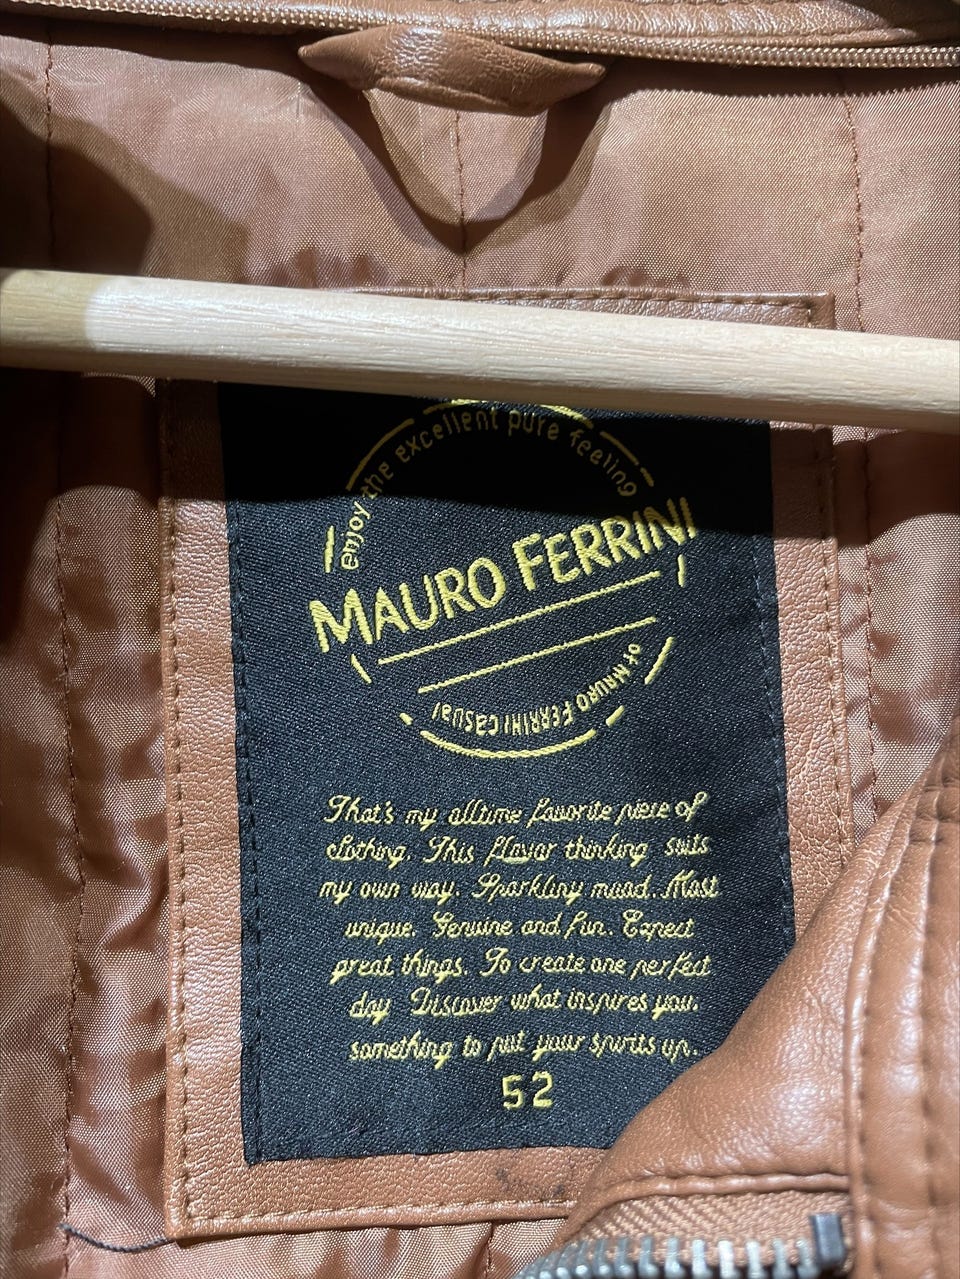 enjoy the excellent pure feeling
MAURO FERRINI
OF MAURO FERRINI CASUAL
That's my alltime favorite piece of
clothing. This flavor thinking suits
my own way. Sparkling mood. Most
unique. Genuine and fun. Expect
great things. To create one perfect
day Discover what inspires you.
something to put your spirits up.
52